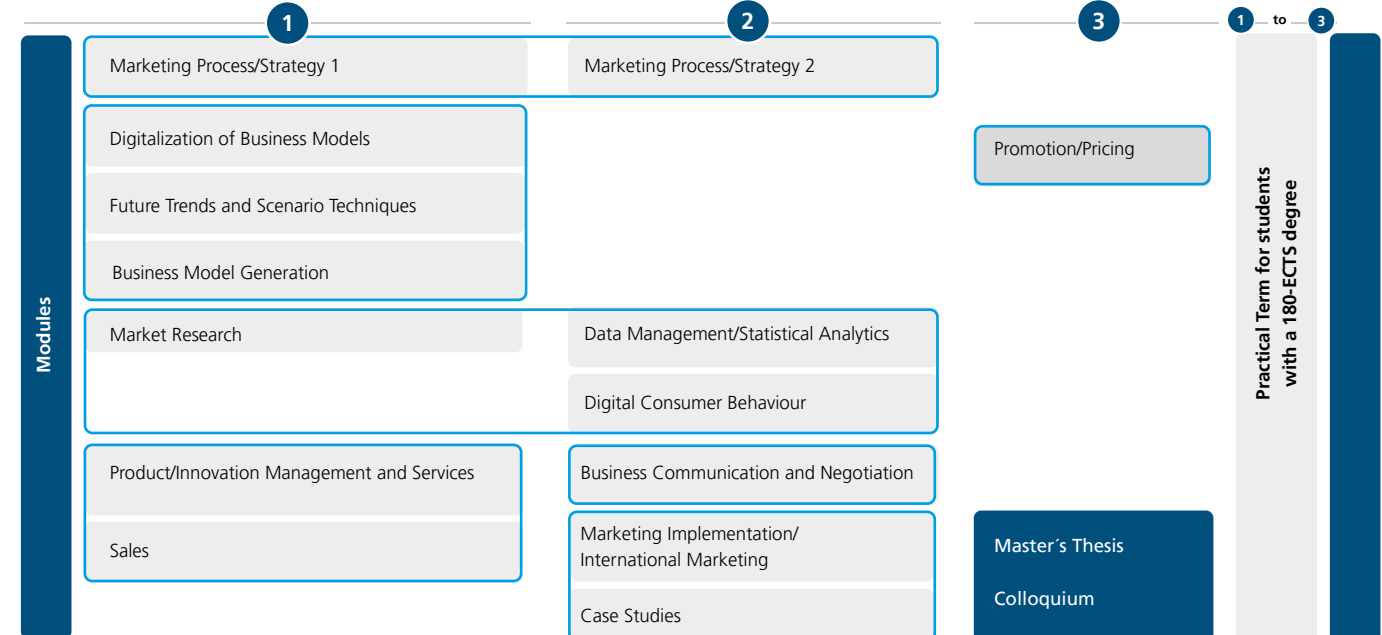 1
2
3
1 to 3
Modules
Marketing Process/Strategy 1
Marketing Process/Strategy 2
Digitalization of Business Models
Promotion/Pricing
Future Trends and Scenario Techniques
Business Model Generation
Market Research
Data Management/Statistical Analytics
Digital Consumer Behaviour
Product/Innovation Management and Services
Business Communication and Negotiation
Sales
Marketing Implementation/
International Marketing
Case Studies
Master´s Thesis
Colloquium
Practical Term for students
with a 180-ECTS degree